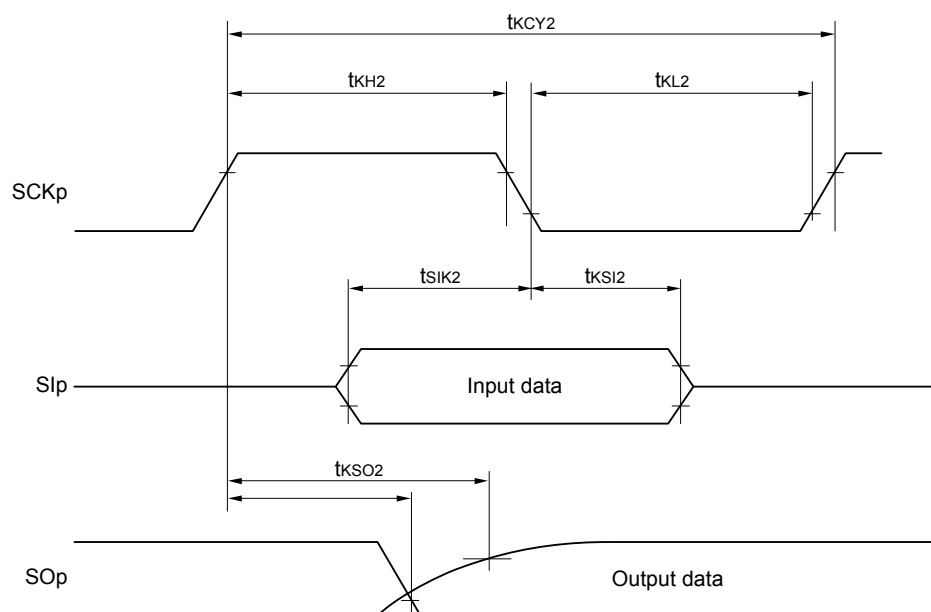 tKCY2
tKH2
tKL2
SCKp
tSIK2
tKSI2
SIp
Input data
tKSO2
SOp
Output data